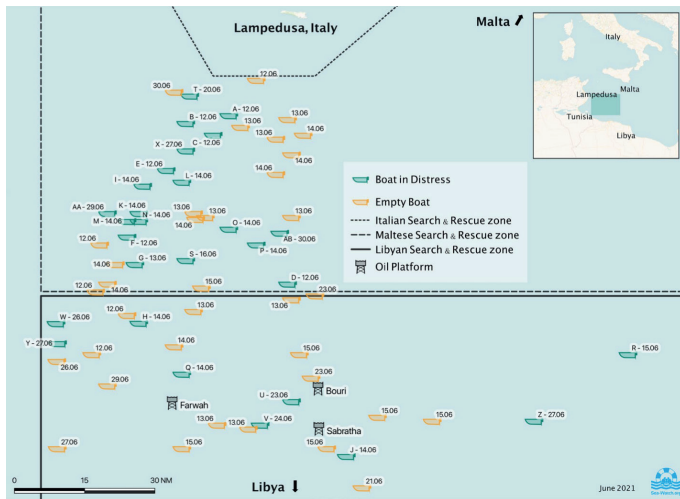 Lampedusa, Italy
Malta
Italy
Malta
Lampedusa
Tunisia
Libya
12.06
30.06
T - 20.06
A - 12.06
13.06
13.06
B - 12.06
13.06
14.06
X - 27.06
C - 12.06
14.06
E - 12.06
L - 14.06
14.06
I - 14.06
Boat in Distress
Empty Boat
Italian Search & Rescue zone
Maltese Search & Rescue zone
Libyan Search & Rescue zone
Oil Platform
AA - 29.06
K - 14.06
13.06
13.06
13.06
M - 14.06
N - 14.06
14.06
O - 14.06
AB - 30.06
12.06
F - 12.06
P - 14.06
14.06
G - 13.06
S - 16.06
12.06
14.06
15.06
D - 12.06
23.06
13.06
W - 26.06
12.06
H - 14.06
13.06
Y - 27.06
12.06
14.06
15.06
R - 15.06
26.06
Q - 14.06
23.06
29.06
Bouri
Farwah
U - 23.06
13.06
13.06
V - 24.06
15.06
15.06
Z - 27.06
Sabratha
27.06
15.06
15.06
J - 14.06
21.06
0
15
30 NM
Libya
June 2021
Sea-Watch.org